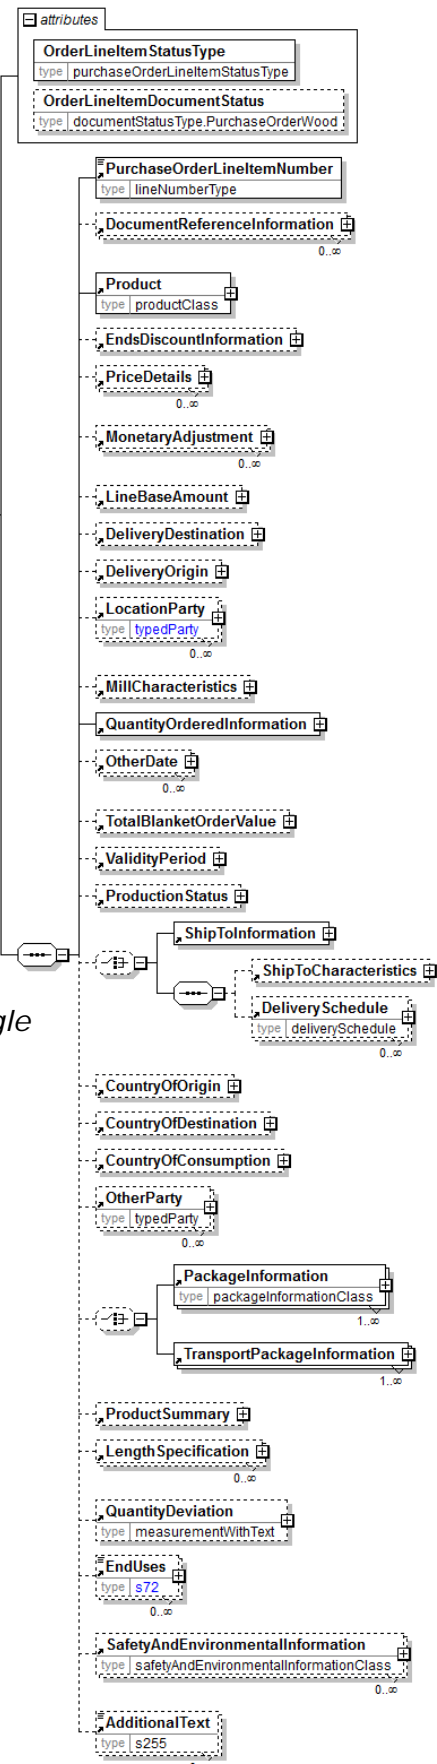 attributes
OrderLineItemStatusType
type purchaseOrderLineItemStatusType
OrderLineItemDocumentStatus
type documentStatusType.PurchaseOrderWood
PurchaseOrderLineItemNumber
type lineNumberType
DocumentReferenceInformation
0..∞
Product
type productClass
EndsDiscountInformation
PriceDetails
0..∞
MonetaryAdjustment
0..∞
LineBaseAmount
DeliveryDestination
DeliveryOrigin
LocationParty
type typedParty
0..∞
MillCharacteristics
QuantityOrderedInformation
OtherDate
0..∞
TotalBlanketOrderValue
ValidityPeriod
ProductionStatus
ShipToInformation
ShipToCharacteristics
DeliverySchedule
type deliverySchedule
0..∞
gle
CountryOfOrigin
CountryOfDestination
CountryOfConsumption
OtherParty
type typedParty
0..∞
PackageInformation
type packageInformationClass
1..∞
TransportPackageInformation
1..∞
ProductSummary
LengthSpecification
0..∞
QuantityDeviation
type measurementWithText
EndUses
type s72
0..∞
SafetyAndEnvironmentalInformation
type safetyAndEnvironmentalInformationClass
0..∞
AdditionalText
type s255